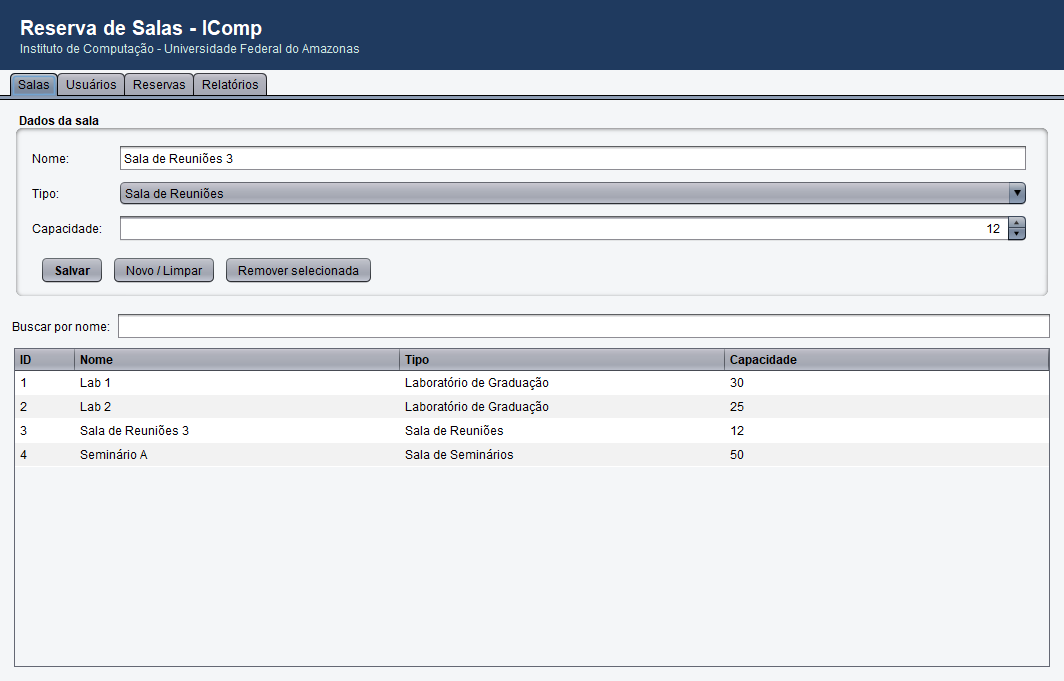 Reserva de Salas - IComp
Instituto de Computação - Universidade Federal do Amazonas
Salas Usuários Reservas Relatórios
Dados da sala
Nome: Sala de Reuniões 3
Tipo: Sala de Reuniões
Capacidade: 12
Salvar Novo / Limpar Remover selecionada
Buscar por nome:
ID Nome Tipo Capacidade
1 Lab 1 Laboratório de Graduação 30
2 Lab 2 Laboratório de Graduação 25
3 Sala de Reuniões 3 Sala de Reuniões 12
4 Seminário A Sala de Seminários 50